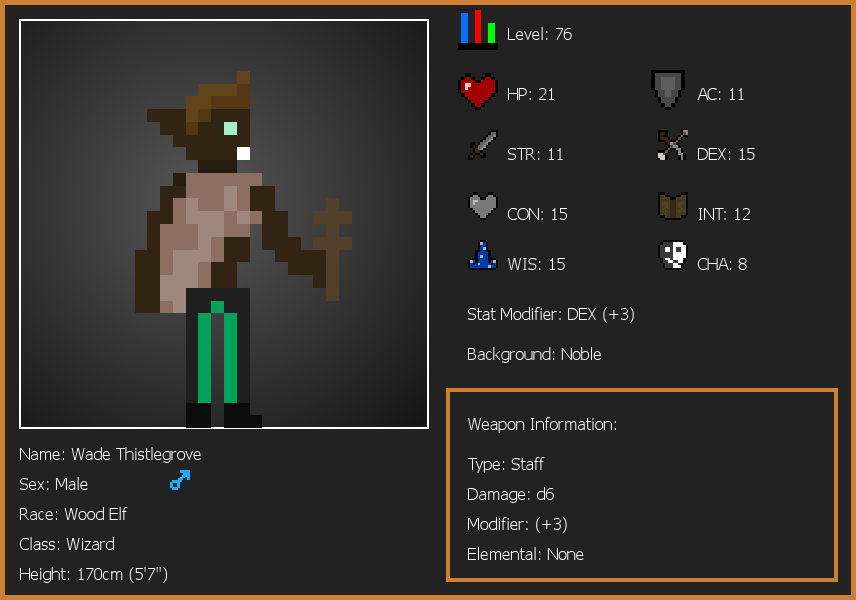 Level: 76
HP: 21
AC: 11
STR: 11
DEX: 15
CON: 15
INT: 12
WIS: 15
CHA: 8
Stat Modifier: DEX (+3)
Background: Noble
Weapon Information:
Type: Staff
Damage: d6
Modifier: (+3)
Elemental: None
Name: Wade Thistlegrove
Sex: Male
Race: Wood Elf
Class: Wizard
Height: 170cm (5'7")